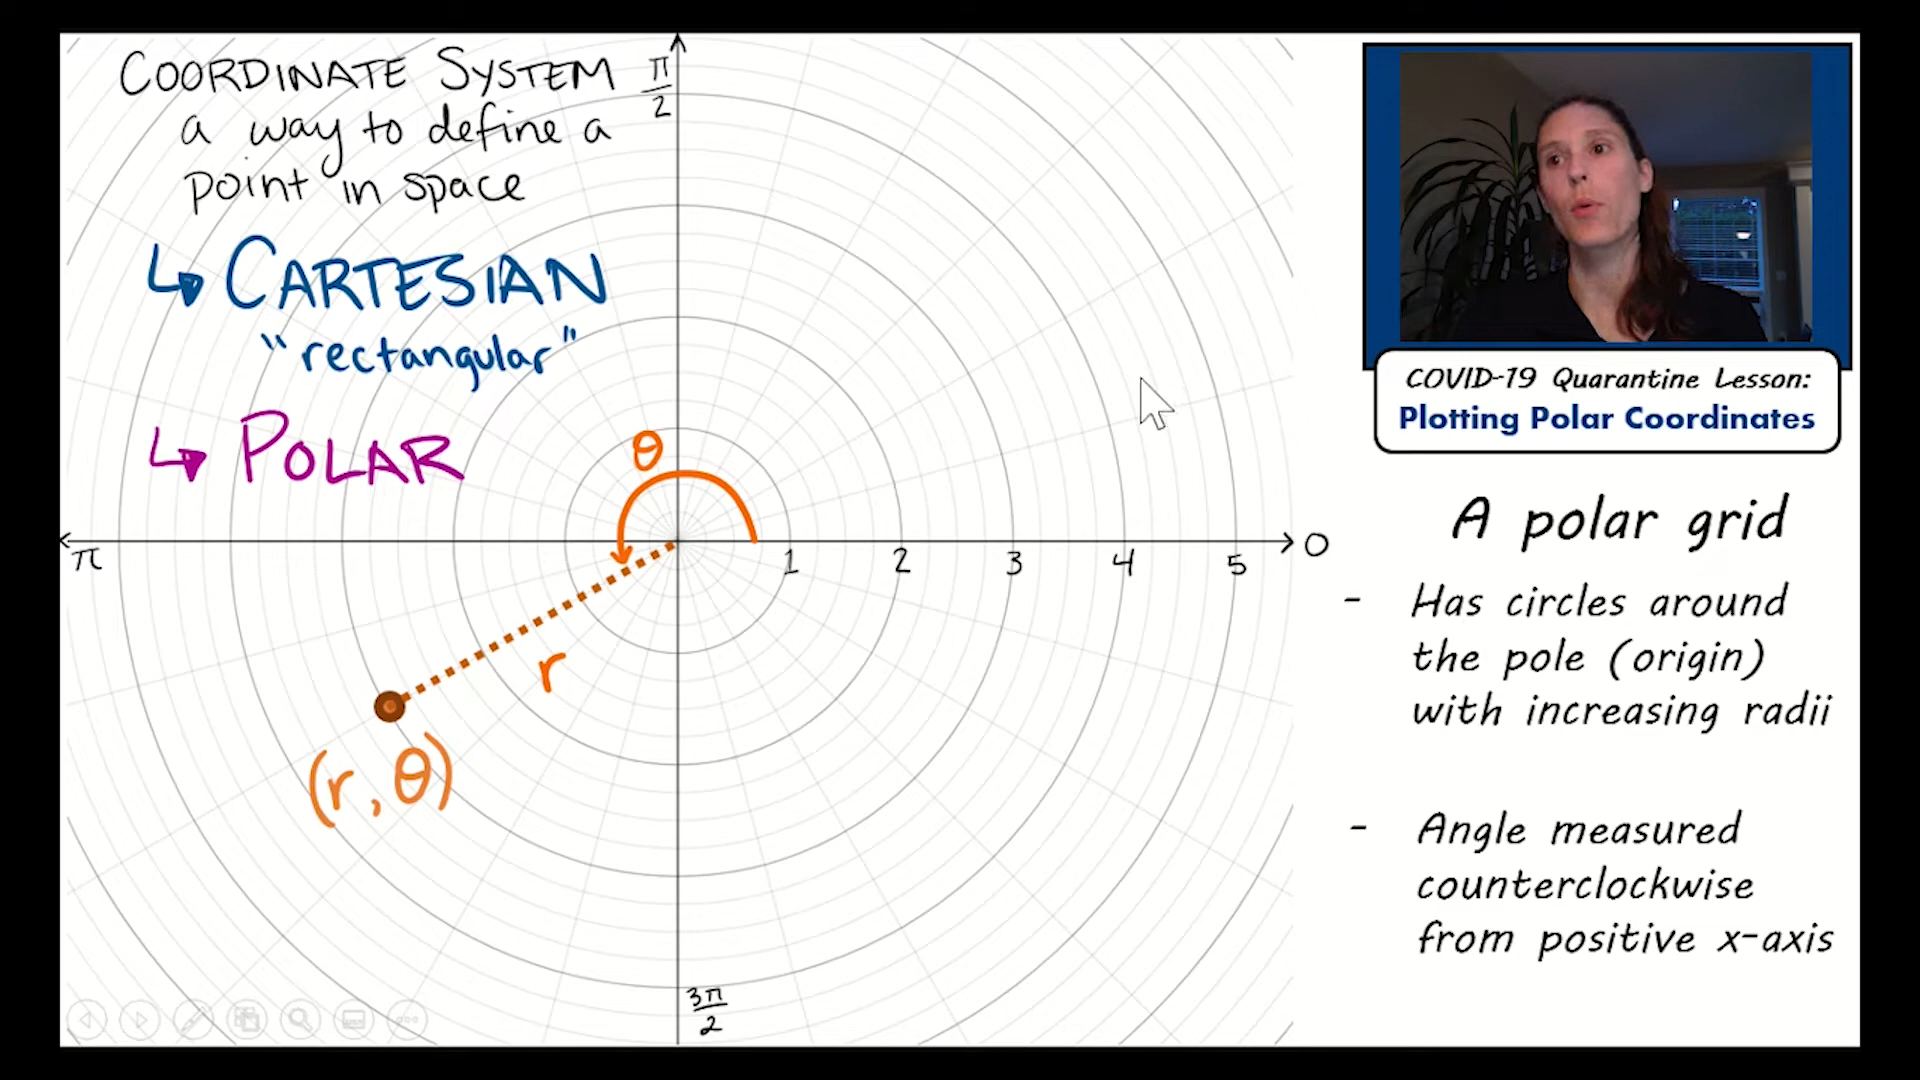 COORDINATE SYSTEM
a way to define a
point in space
CARTESIAN
"rectangular"
POLAR
π/2
θ
π
1 2 3 4 5 0
r
(r, θ)
3π/2
COVID-19 Quarantine Lesson:
Plotting Polar Coordinates
A polar grid
- Has circles around
the pole (origin)
with increasing radii
- Angle measured
counterclockwise
from positive x-axis